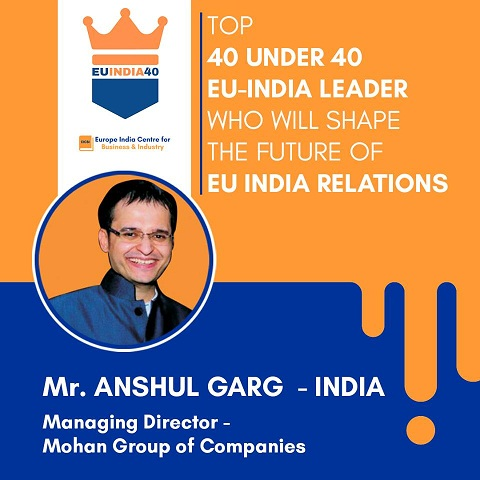 EUINDIA40
Europe India Centre for
Business & Industry
TOP
40 UNDER 40
EU-INDIA LEADER
WHO WILL SHAPE
THE FUTURE OF
EU INDIA RELATIONS
Mr. ANSHUL GARG - INDIA
Managing Director -
Mohan Group of Companies